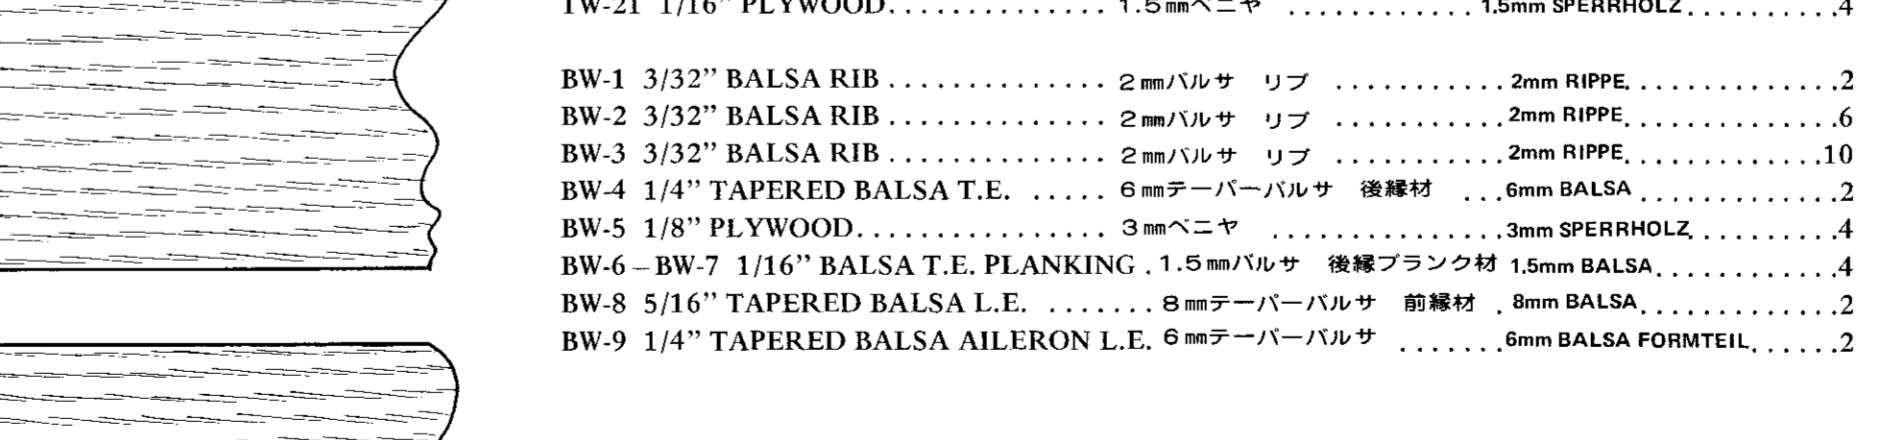 TW-21 1/16” PLYWOOD.............. 1.5㎜ベニヤ ............1.5mm SPERRHOLZ..........4
BW-1 3/32” BALSA RIB............... 2㎜バルサ リブ ............2mm RIPPE..............2
BW-2 3/32” BALSA RIB............... 2㎜バルサ リブ ............2mm RIPPE..............6
BW-3 3/32” BALSA RIB............... 2㎜バルサ リブ ............2mm RIPPE.............10
BW-4 1/4” TAPERED BALSA T.E. ..... 6㎜テーパーバルサ 後縁材 ...6mm BALSA .............2
BW-5 1/8” PLYWOOD................. 3㎜ベニヤ ................3mm SPERRHOLZ..........4
BW-6–BW-7 1/16” BALSA T.E. PLANKING .1.5㎜バルサ 後縁プランク材 1.5mm BALSA............4
BW-8 5/16” TAPERED BALSA L.E. ....... 8㎜テーパーバルサ 前縁材 .8mm BALSA.............2
BW-9 1/4” TAPERED BALSA AILERON L.E. 6㎜テーパーバルサ .......6mm BALSA FORMTEIL......2